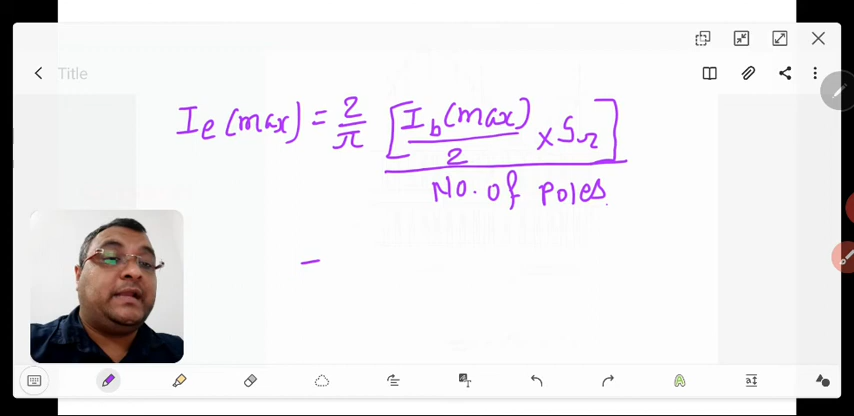 Title
Ie(max) = 2/π [Ib(max)/2 × Sr]
No. of poles
=